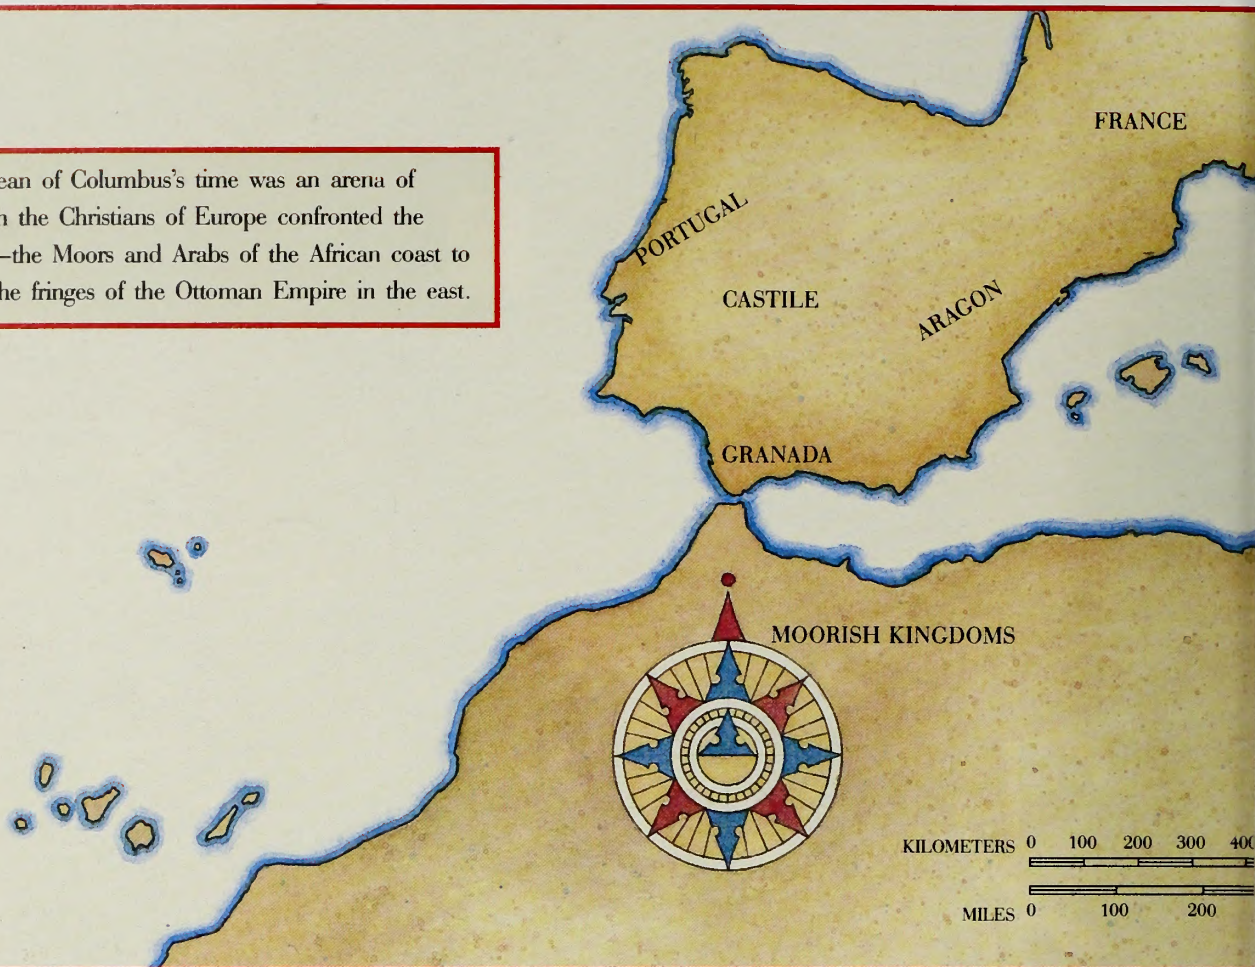 ean of Columbus's time was an arena of
n the Christians of Europe confronted the
—the Moors and Arabs of the African coast to
he fringes of the Ottoman Empire in the east.
FRANCE
PORTUGAL
CASTILE
ARAGON
GRANADA
MOORISH KINGDOMS
KILOMETERS 0 100 200 300 400
MILES 0 100 200